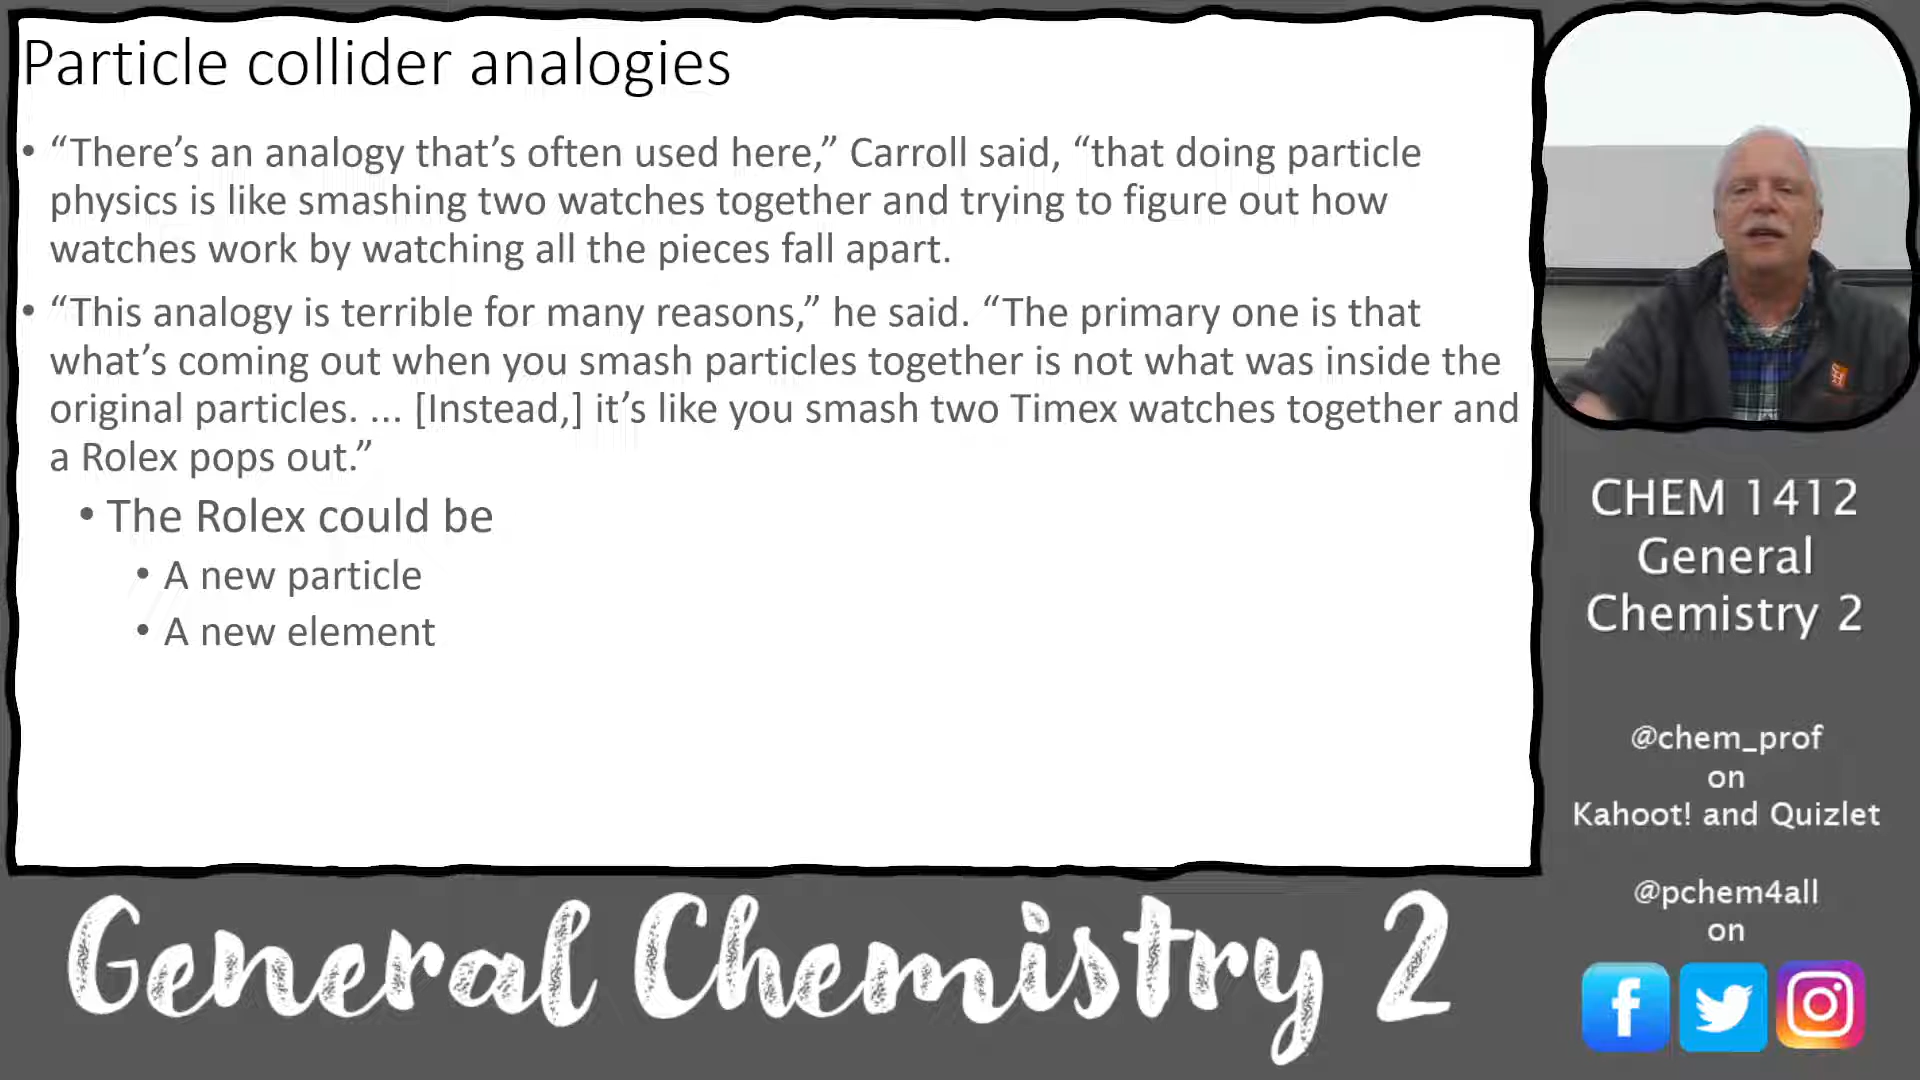 Particle collider analogies
• “There’s an analogy that’s often used here,” Carroll said, “that doing particle
physics is like smashing two watches together and trying to figure out how
watches work by watching all the pieces fall apart.
• “This analogy is terrible for many reasons,” he said. “The primary one is that
what’s coming out when you smash particles together is not what was inside the
original particles. ... [Instead,] it’s like you smash two Timex watches together and
a Rolex pops out.”
• The Rolex could be
• A new particle
• A new element
CHEM 1412
General
Chemistry 2
@chem_prof
on
Kahoot! and Quizlet
@pchem4all
on
General Chemistry 2